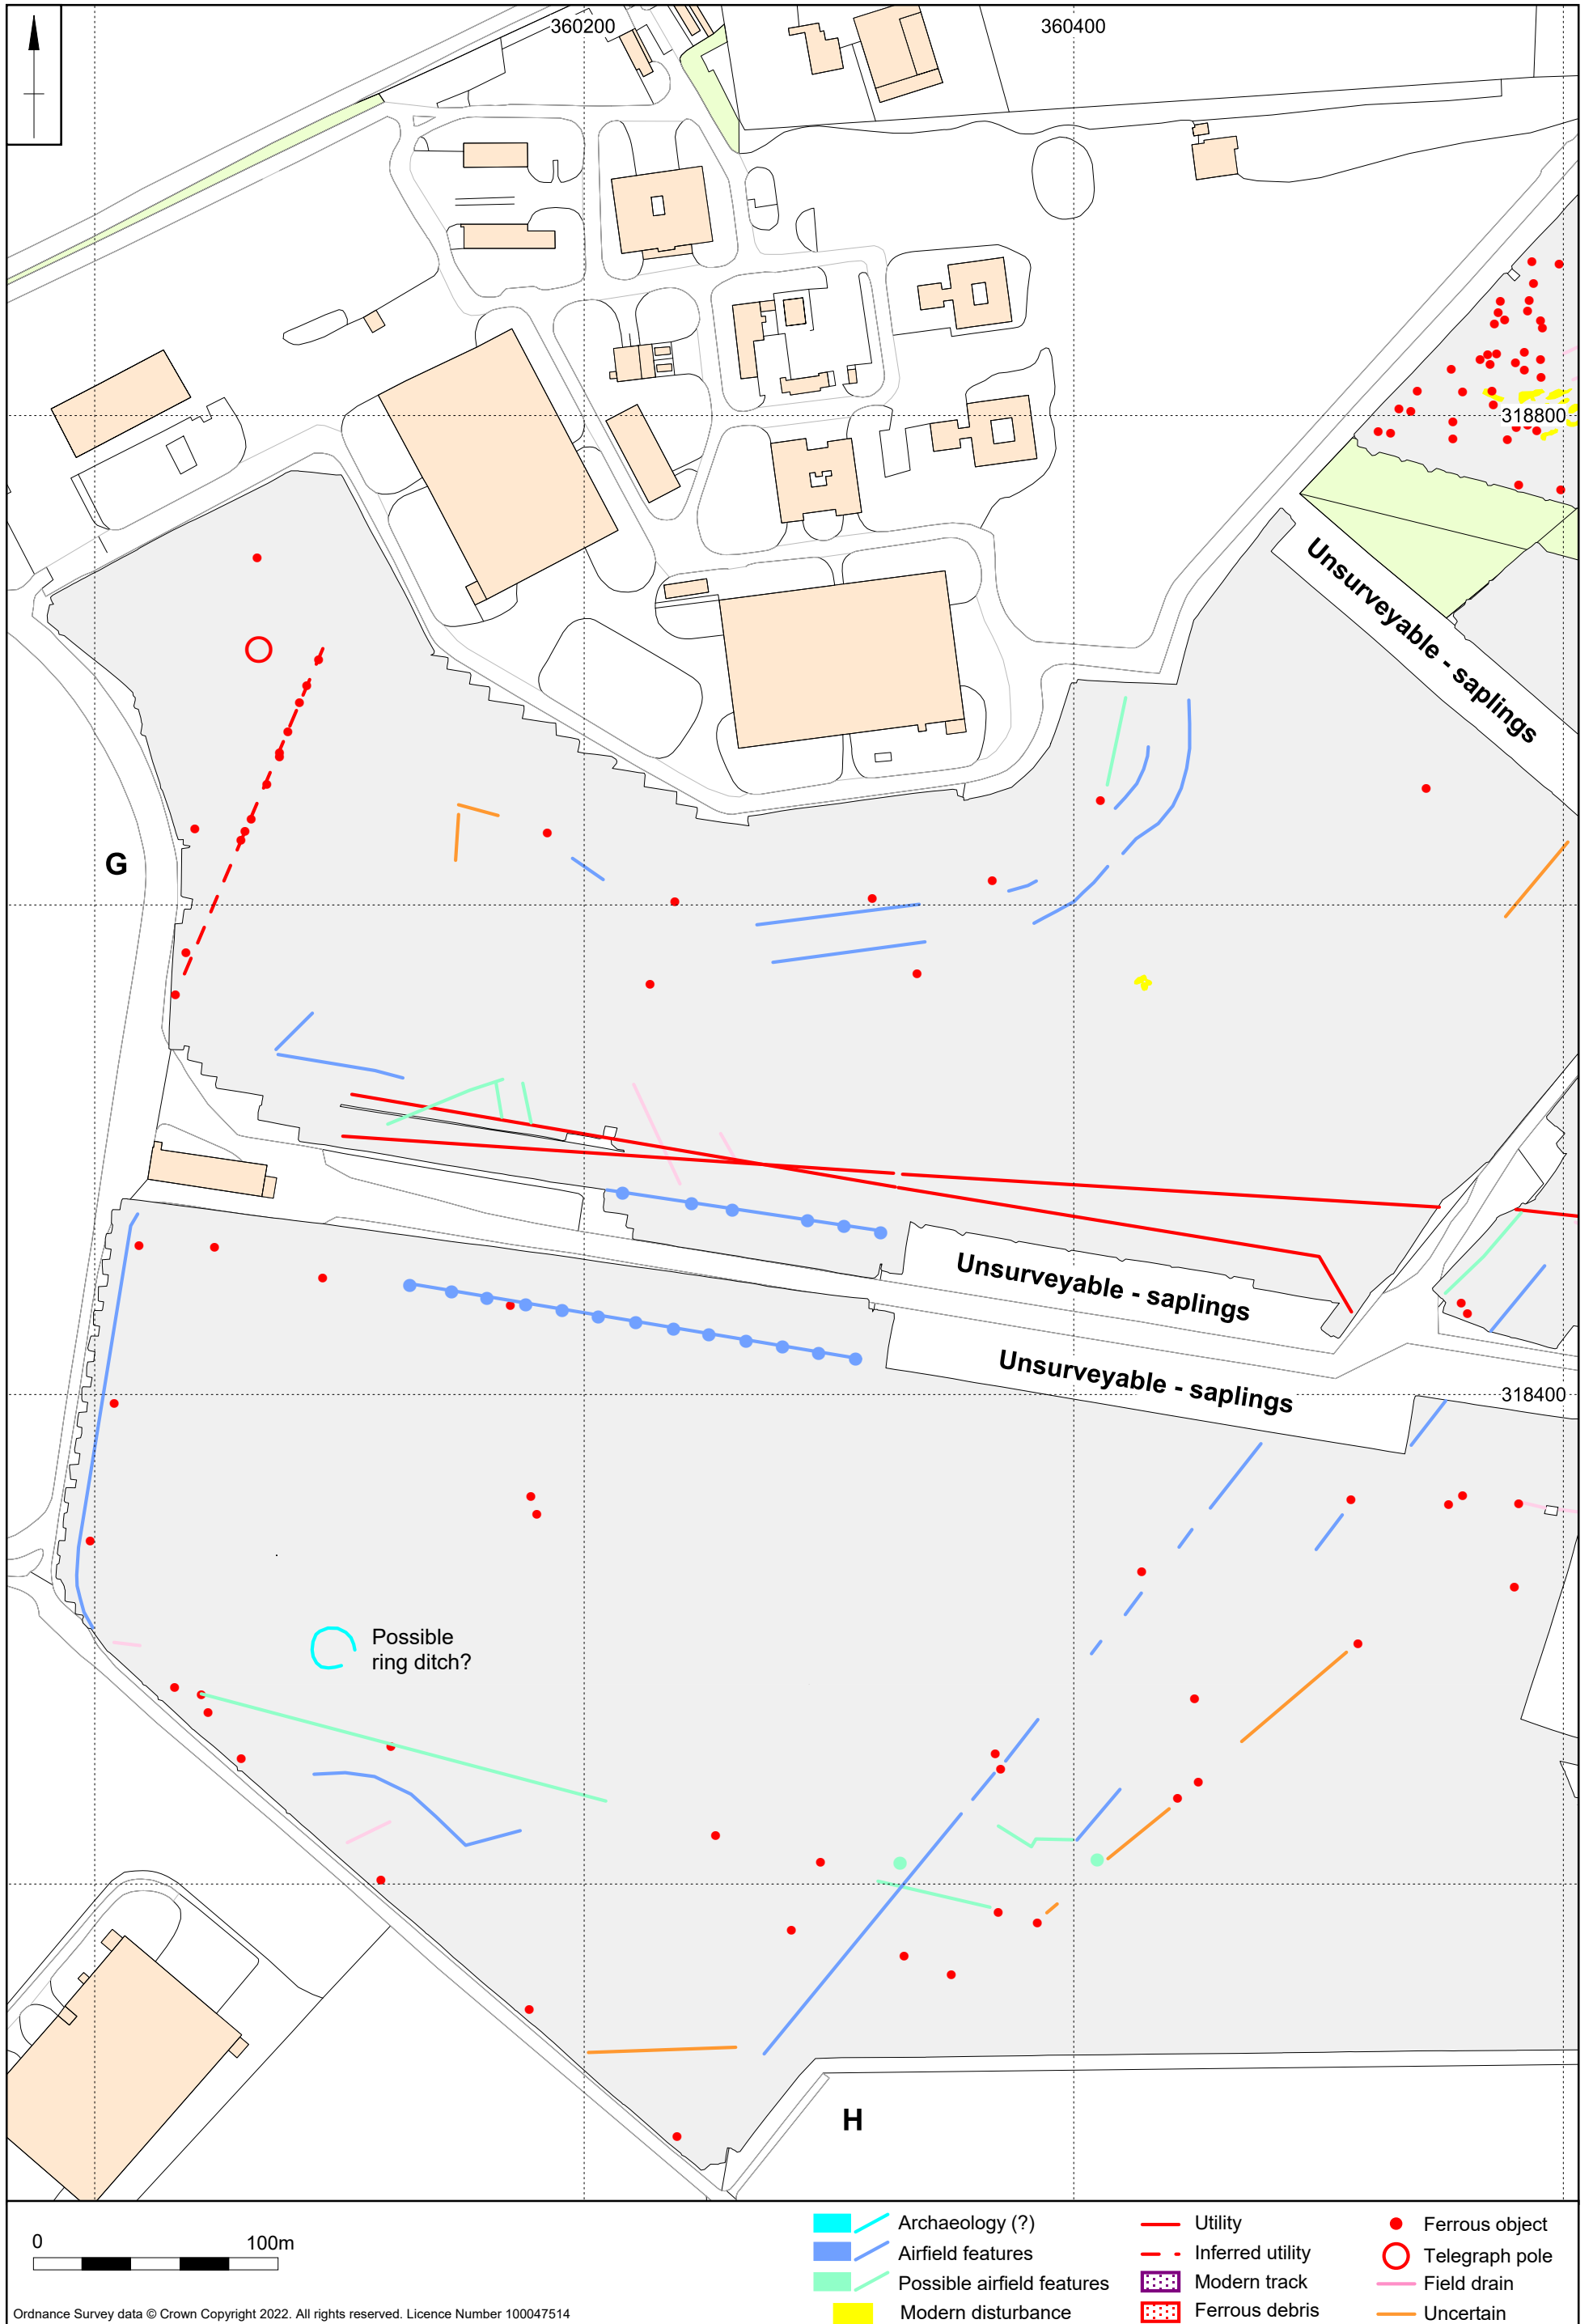 360200
360400
318800
Unsurveyable - saplings
G
Unsurveyable - saplings
Unsurveyable - saplings
318400
Possible
ring ditch?
H
0 100m
Archaeology (?)
Airfield features
Possible airfield features
Modern disturbance
Utility
Inferred utility
Modern track
Ferrous debris
Ferrous object
Telegraph pole
Field drain
Uncertain
Ordnance Survey data © Crown Copyright 2022. All rights reserved. Licence Number 100047514